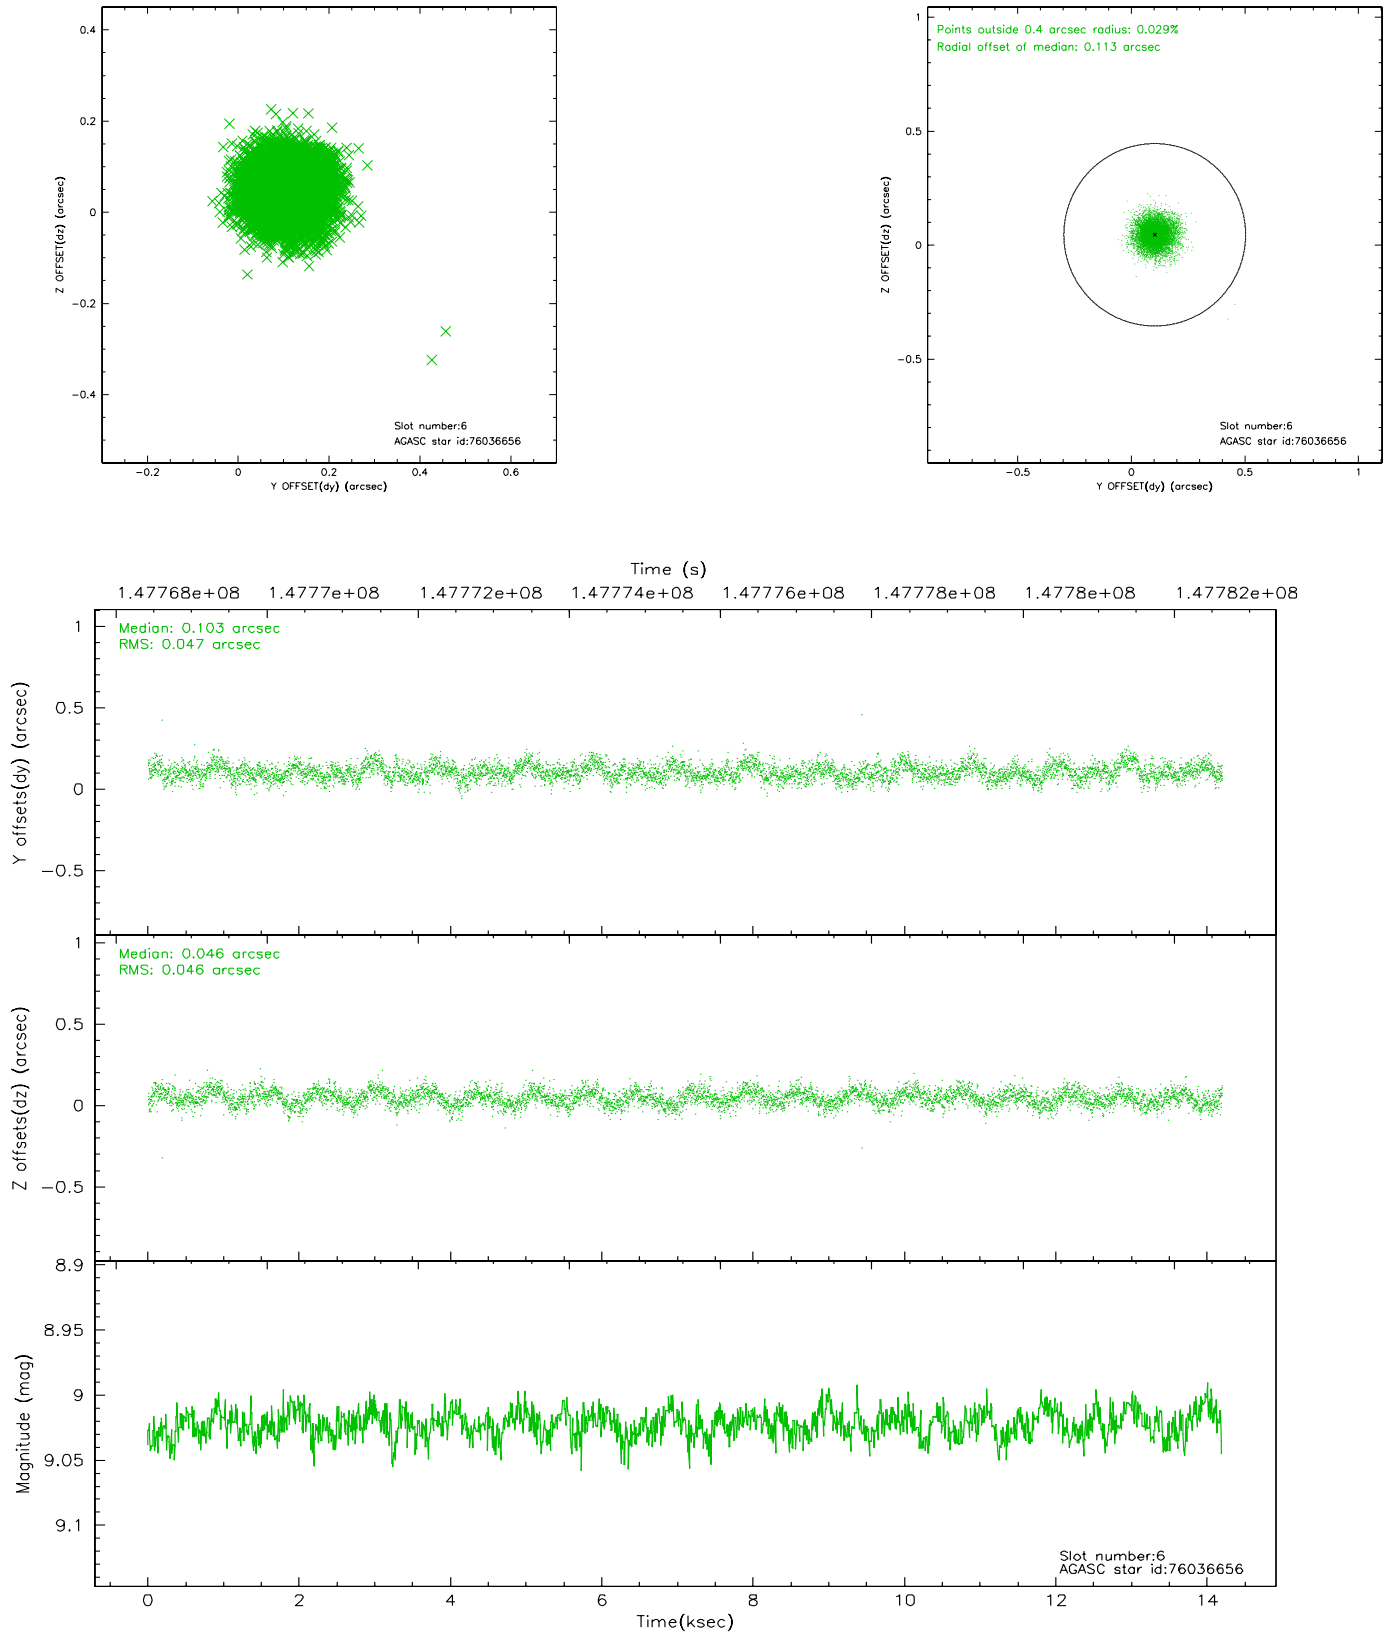 0.4
0.2
0
−0.2
−0.4
Z OFFSET(dz) (arcsec)
Slot number:6
AGASC star id:76036656
−0.2 0 0.2 0.4 0.6
Y OFFSET(dy) (arcsec)
Points outside 0.4 arcsec radius: 0.029%
Radial offset of median: 0.113 arcsec
1
0.5
0
−0.5
Z OFFSET(dz) (arcsec)
Slot number:6
AGASC star id:76036656
−0.5 0 0.5 1
Y OFFSET(dy) (arcsec)
Time (s)
1.47768e+08 1.4777e+08 1.47772e+08 1.47774e+08 1.47776e+08 1.47778e+08 1.4778e+08 1.47782e+08
Median: 0.103 arcsec
RMS: 0.047 arcsec
1
0.5
0
−0.5
Y offsets(dy) (arcsec)
Median: 0.046 arcsec
RMS: 0.046 arcsec
1
0.5
0
−0.5
Z offsets(dz) (arcsec)
8.9
8.95
9
9.05
9.1
Magnitude (mag)
Slot number:6
AGASC star id:76036656
0 2 4 6 8 10 12 14
Time(ksec)